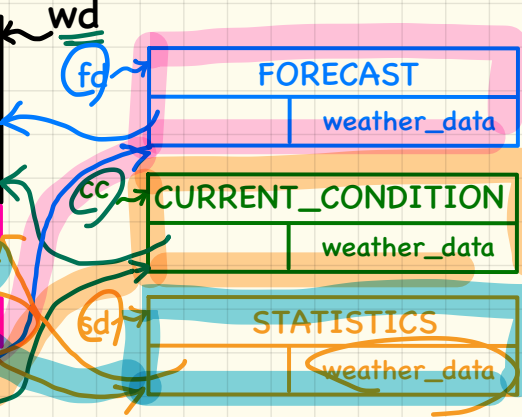 wd
fd
FORECAST
weather_data
cc
CURRENT_CONDITION
weather_data
sd
STATISTICS
weather_data